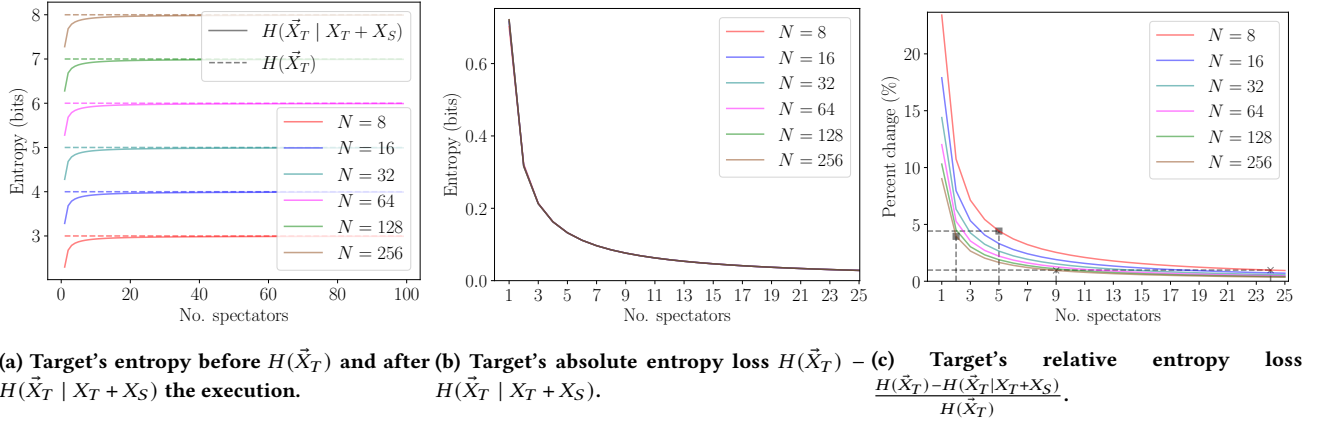 8
7
6
5
4
3
Entropy (bits)
0
20
40
60
80
100
No. spectators
H(X⃗_T | X_T + X_S)
H(X⃗_T)
N = 8
N = 16
N = 32
N = 64
N = 128
N = 256
0.6
0.4
0.2
0.0
Entropy (bits)
1 3 5 7 9 11 13 15 17 19 21 23 25
No. spectators
N = 8
N = 16
N = 32
N = 64
N = 128
N = 256
20
15
10
5
0
Percent change (%)
1 3 5 7 9 11 13 15 17 19 21 23 25
No. spectators
N = 8
N = 16
N = 32
N = 64
N = 128
N = 256
(a) Target's entropy before H(X⃗_T) and after
H(X⃗_T | X_T + X_S) the execution.
(b) Target's absolute entropy loss H(X⃗_T) −
H(X⃗_T | X_T + X_S).
(c) Target's relative entropy loss
H(X⃗_T)−H(X⃗_T|X_T+X_S)
H(X⃗_T)
.